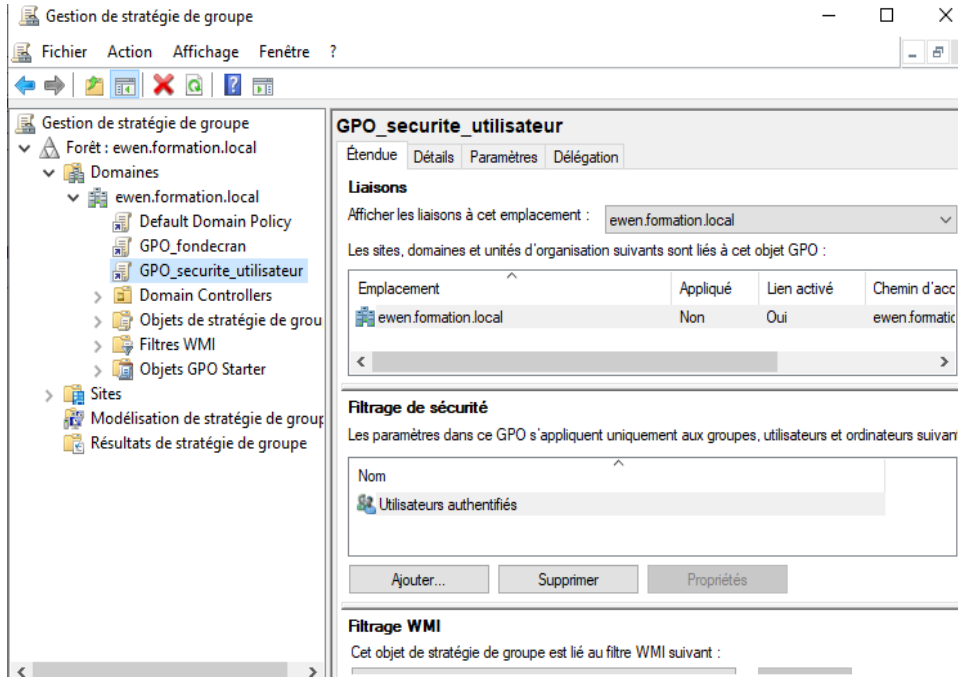 Gestion de stratégie de groupe
Fichier Action Affichage Fenêtre ?
Gestion de stratégie de groupe
Forêt : ewen.formation.local
Domaines
ewen.formation.local
Default Domain Policy
GPO_fondecran
GPO_securite_utilisateur
Domain Controllers
Objets de stratégie de grou
Filtres WMI
Objets GPO Starter
Sites
Modélisation de stratégie de group
Résultats de stratégie de groupe
GPO_securite_utilisateur
Étendue Détails Paramètres Délégation
Liaisons
Afficher les liaisons à cet emplacement : ewen.formation.local
Les sites, domaines et unités d'organisation suivants sont liés à cet objet GPO :
Emplacement Appliqué Lien activé Chemin d'acc
ewen.formation.local Non Oui ewen.formatic
Filtrage de sécurité
Les paramètres dans ce GPO s'appliquent uniquement aux groupes, utilisateurs et ordinateurs suivan
Nom
Utilisateurs authentifiés
Ajouter... Supprimer Propriétés
Filtrage WMI
Cet objet de stratégie de groupe est lié au filtre WMI suivant :